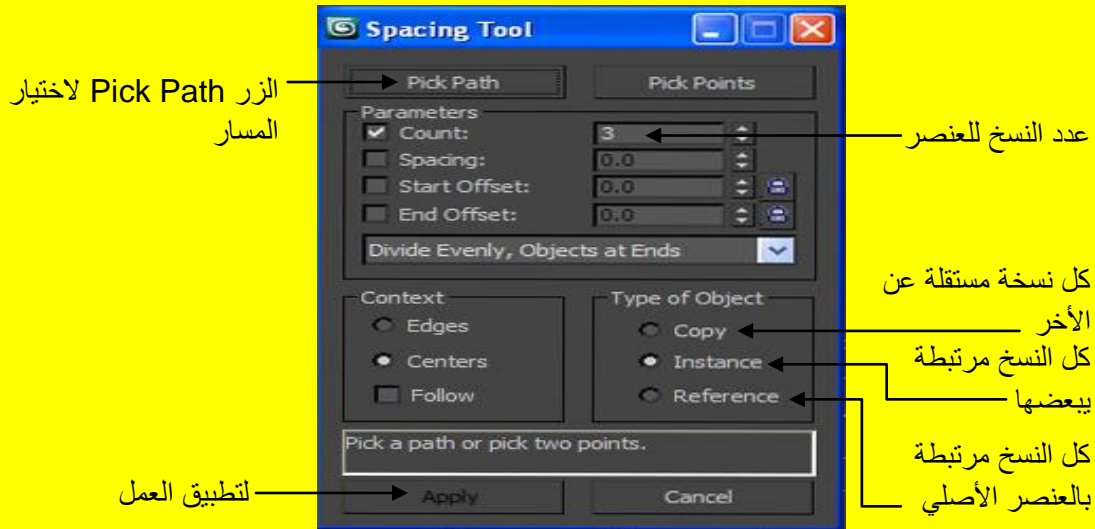 Spacing Tool
Pick Path
Pick Points
الزر Pick Path لاختيار
المسار
Parameters
Count:
3
عدد النسخ للعنصر
Spacing:
0.0
Start Offset:
0.0
End Offset:
0.0
Divide Evenly, Objects at Ends
Context
Edges
Centers
Follow
Type of Object
Copy
Instance
Reference
كل نسخة مستقلة عن
الأخر
كل النسخ مرتبطة
يبعضها
كل النسخ مرتبطة
بالعنصر الأصلي
Pick a path or pick two points.
لتطبيق العمل
Apply
Cancel